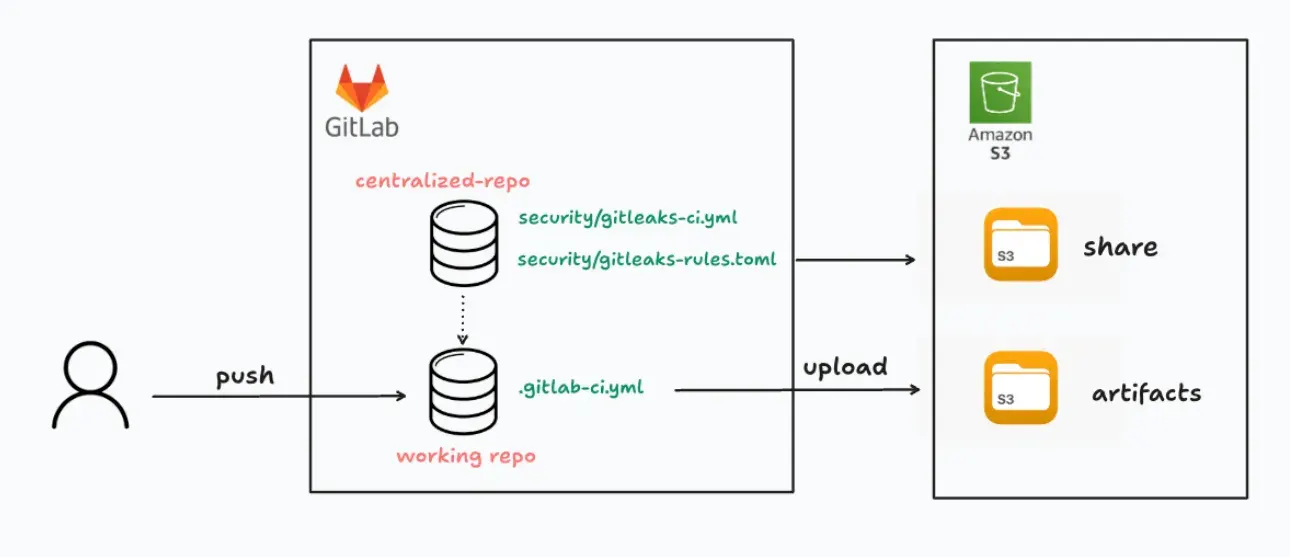 GitLab
Amazon
S3
centralized-repo
security/gitleaks-ci.yml
security/gitleaks-rules.toml
S3
share
push
.gitlab-ci.yml
upload
S3
artifacts
working repo